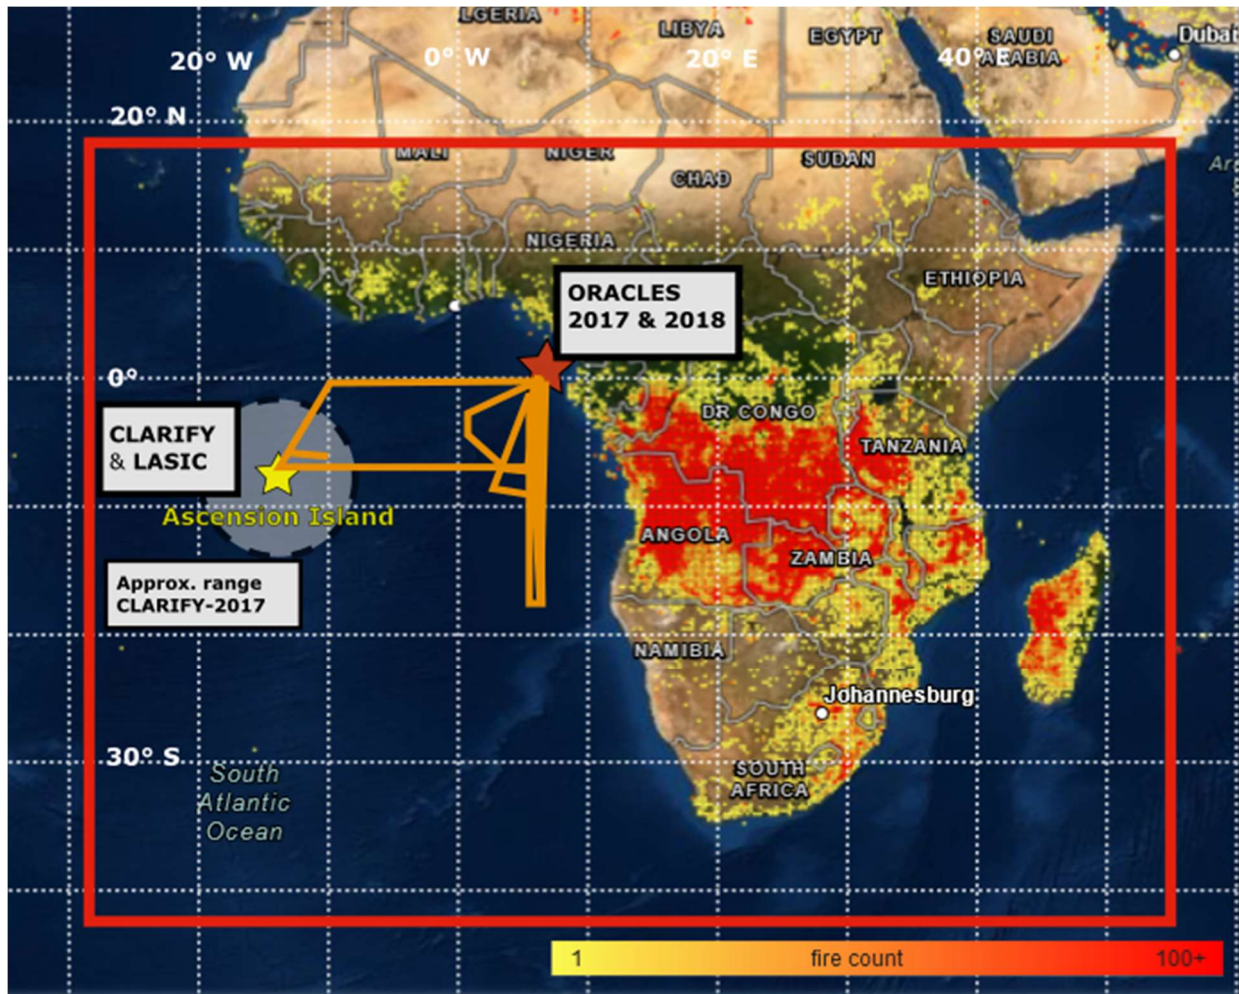 LGERIA
LIBYA
EGYPT
SAUDI
ARABIA
Dubai
20° W
0° W
20° E
40° E
20° N
MALI
NIGER
CHAD
SUDAN
Ar
NIGERIA
ETHIOPIA
ORACLES
2017 & 2018
0°
DR CONGO
CLARIFY
& LASIC
TANZANIA
Ascension Island
ANGOLA
ZAMBIA
Approx. range
CLARIFY-2017
NAMIBIA
Johannesburg
30° S
South
Atlantic
Ocean
SOUTH
AFRICA
1 fire count 100+